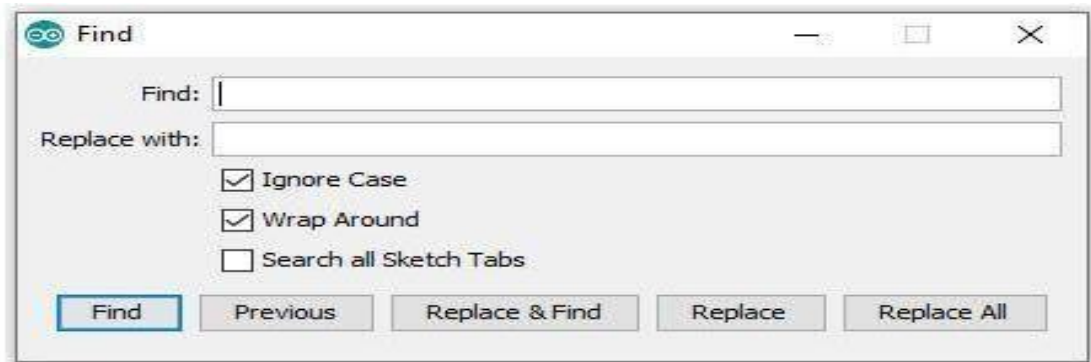 Find
Find:
Replace with:
Ignore Case
Wrap Around
Search all Sketch Tabs
Find Previous Replace & Find Replace Replace All